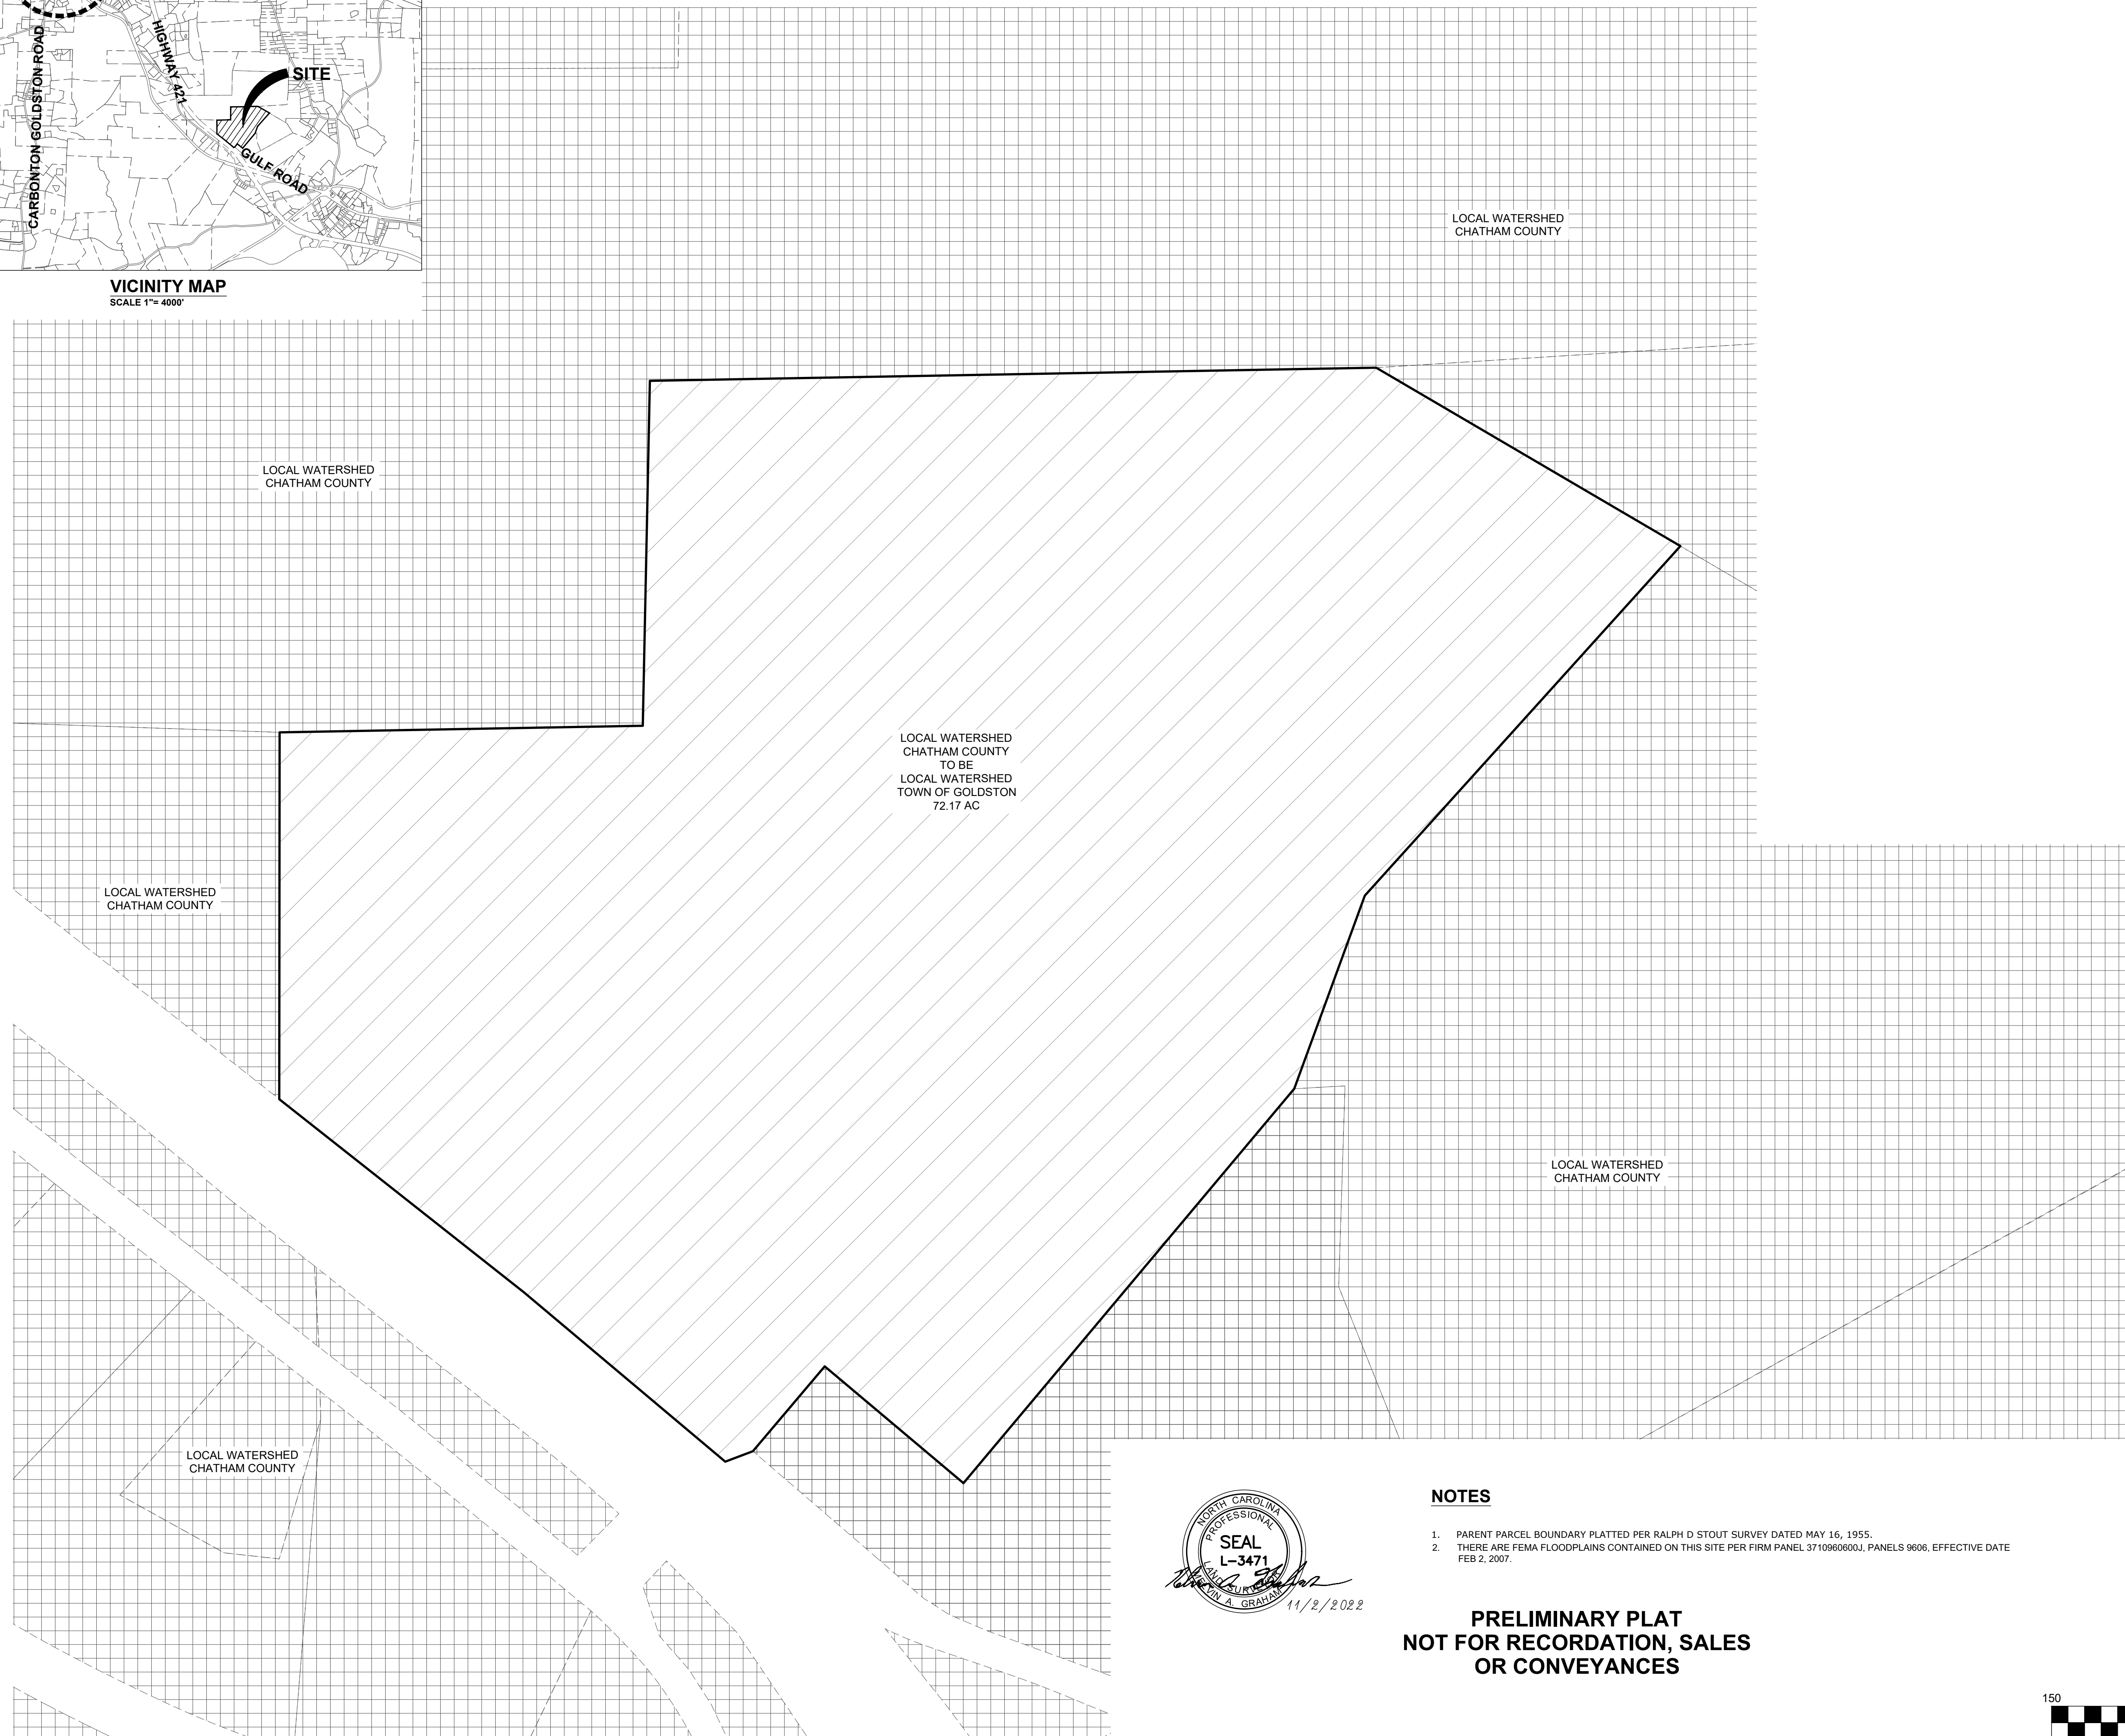 CARBONTON GOLDSTON ROAD
HIGHWAY 421
SITE
GULF ROAD
VICINITY MAP
SCALE 1"= 4000'
LOCAL WATERSHED
CHATHAM COUNTY
LOCAL WATERSHED
CHATHAM COUNTY
LOCAL WATERSHED
CHATHAM COUNTY
TO BE
LOCAL WATERSHED
TOWN OF GOLDSTON
72.17 AC
LOCAL WATERSHED
CHATHAM COUNTY
LOCAL WATERSHED
CHATHAM COUNTY
LOCAL WATERSHED
CHATHAM COUNTY
NORTH CAROLINA
PROFESSIONAL
SEAL
L-3471
LAND SURVEYOR
A. GRAHAM
11/2/2022
NOTES
1. PARENT PARCEL BOUNDARY PLATTED PER RALPH D STOUT SURVEY DATED MAY 16, 1955.
2. THERE ARE FEMA FLOODPLAINS CONTAINED ON THIS SITE PER FIRM PANEL 3710960600J, PANELS 9606, EFFECTIVE DATE
FEB 2, 2007.
PRELIMINARY PLAT
NOT FOR RECORDATION, SALES
OR CONVEYANCES
150